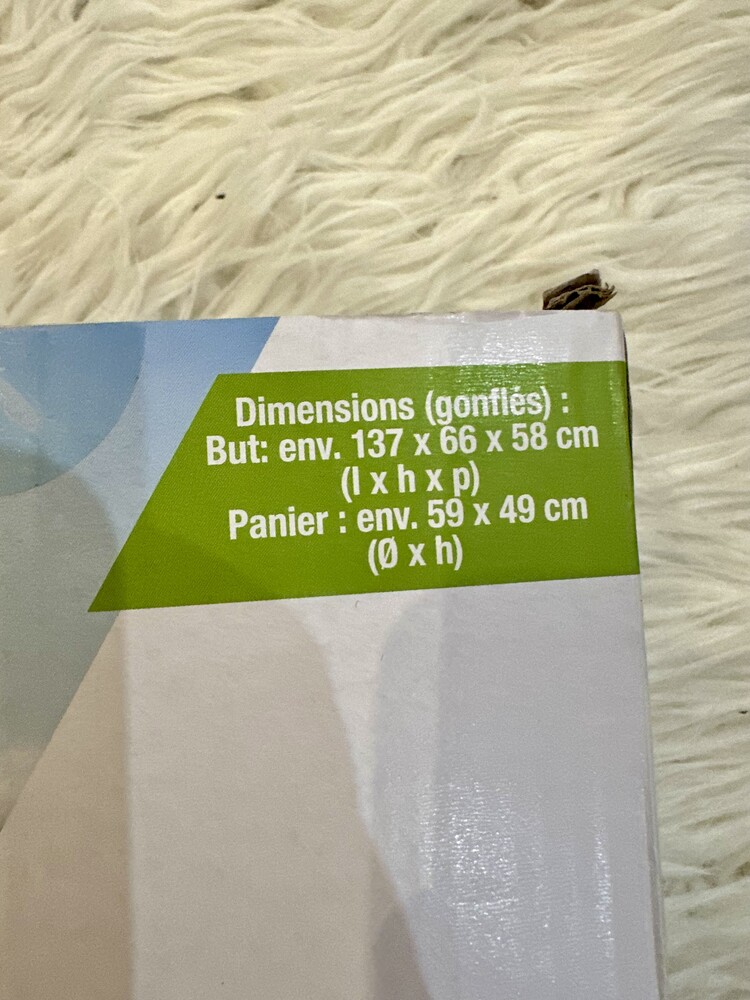 Dimensions (gonflés) :
But: env. 137 x 66 x 58 cm
(l x h x p)
Panier : env. 59 x 49 cm
(Ø x h)